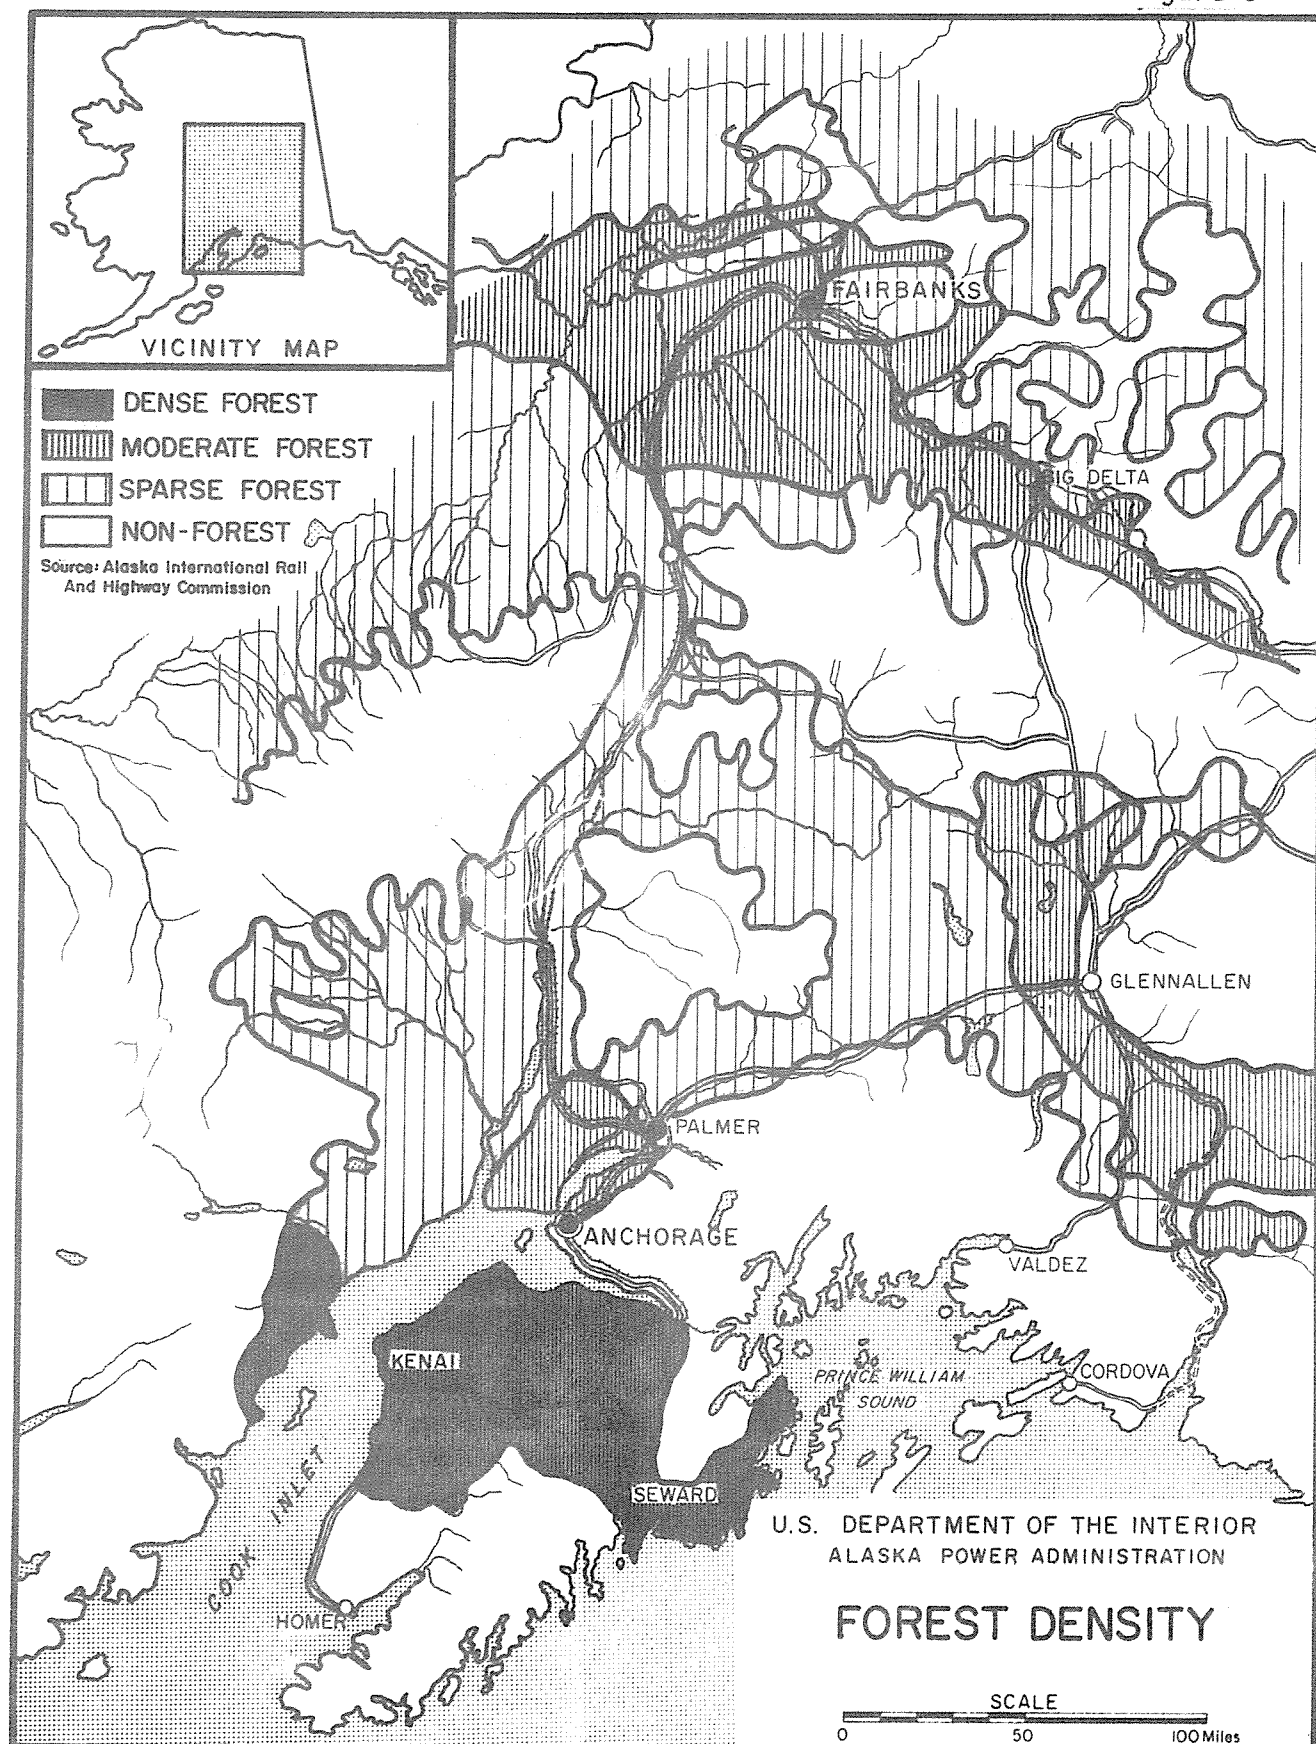 VICINITY MAP
DENSE FOREST
MODERATE FOREST
SPARSE FOREST
NON-FOREST
Source: Alaska International Rail
And Highway Commission
FAIRBANKS
BIG DELTA
GLENNALLEN
PALMER
ANCHORAGE
VALDEZ
KENAI
PRINCE WILLIAM
SOUND
CORDOVA
COOK INLET
SEWARD
HOMER
U.S. DEPARTMENT OF THE INTERIOR
ALASKA POWER ADMINISTRATION
FOREST DENSITY
SCALE
0 50 100 Miles